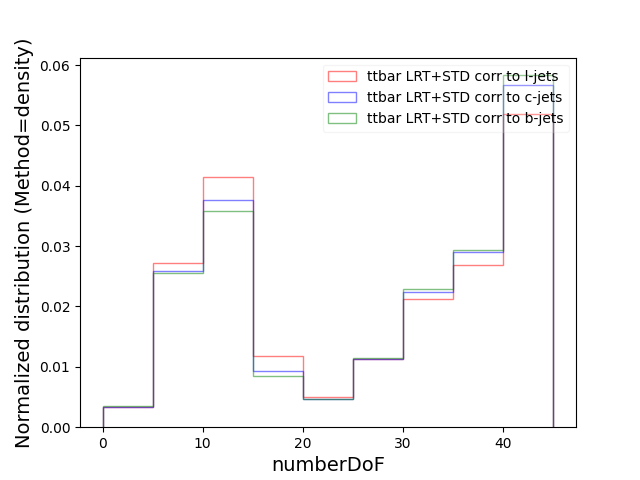 0.06
0.05
0.04
0.03
0.02
0.01
0.00
Normalized distribution (Method=density)
ttbar LRT+STD corr to l-jets
ttbar LRT+STD corr to c-jets
ttbar LRT+STD corr to b-jets
0
10
20
30
40
numberDoF